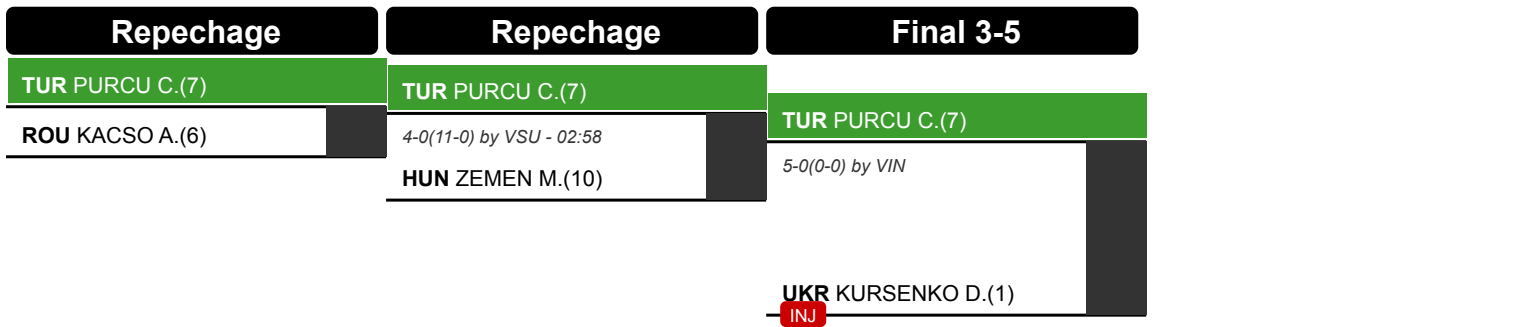 Repechage
Repechage
Final 3-5
TUR PURCU C.(7)
ROU KACSO A.(6)
TUR PURCU C.(7)
4-0(11-0) by VSU - 02:58
HUN ZEMEN M.(10)
TUR PURCU C.(7)
5-0(0-0) by VIN
UKR KURSENKO D.(1)
INJ